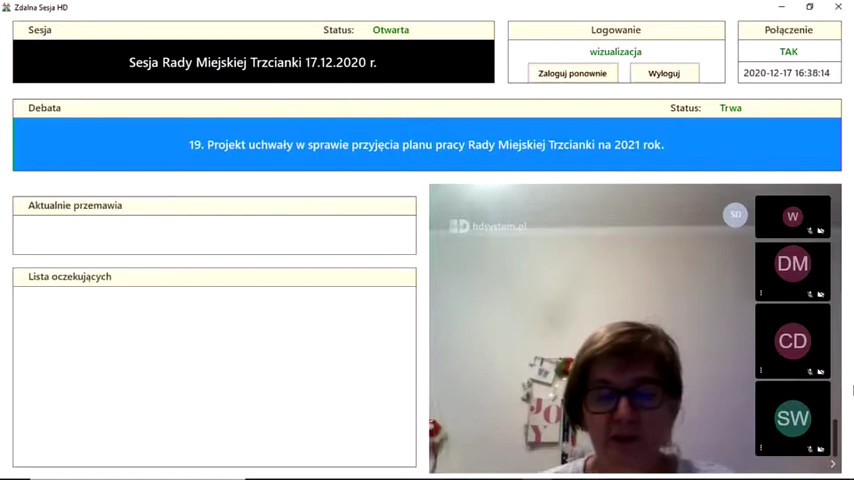 Zdalna Sesja HD
Sesja
Status: Otwarta
Sesja Rady Miejskiej Trzcianki 17.12.2020 r.
Logowanie
wizualizacja
Zaloguj ponownie
Wyloguj
Połączenie
TAK
2020-12-17 16:38:14
Debata
Status: Trwa
19. Projekt uchwały w sprawie przyjęcia planu pracy Rady Miejskiej Trzcianki na 2021 rok.
Aktualnie przemawia
Lista oczekujących
HD hdsystem.pl
SD
W
DM
CD
SW
JO
Y